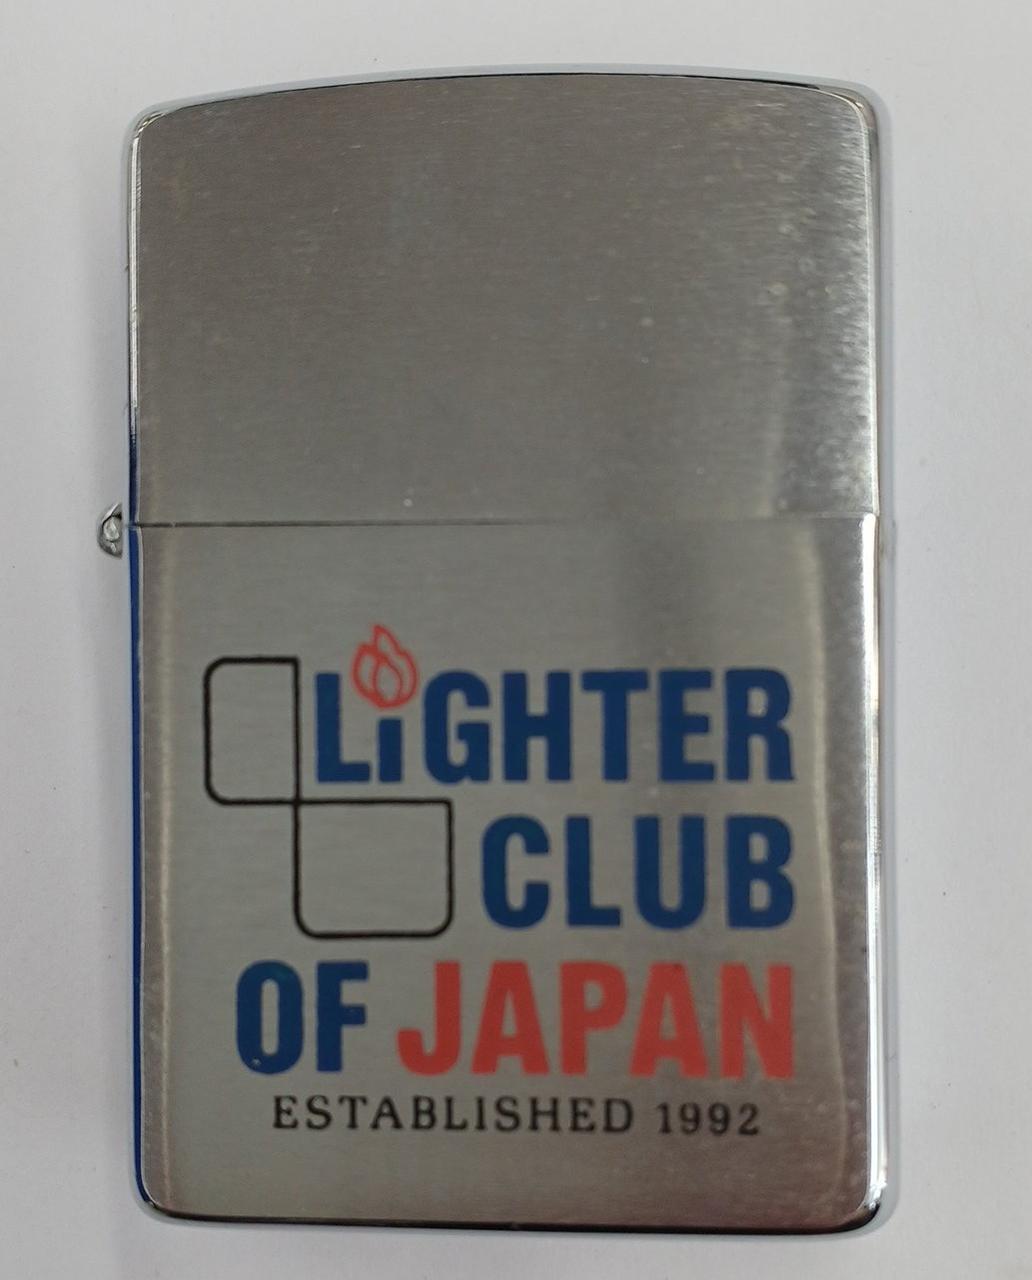 LiGHTER
CLUB
OF JAPAN
ESTABLISHED 1992